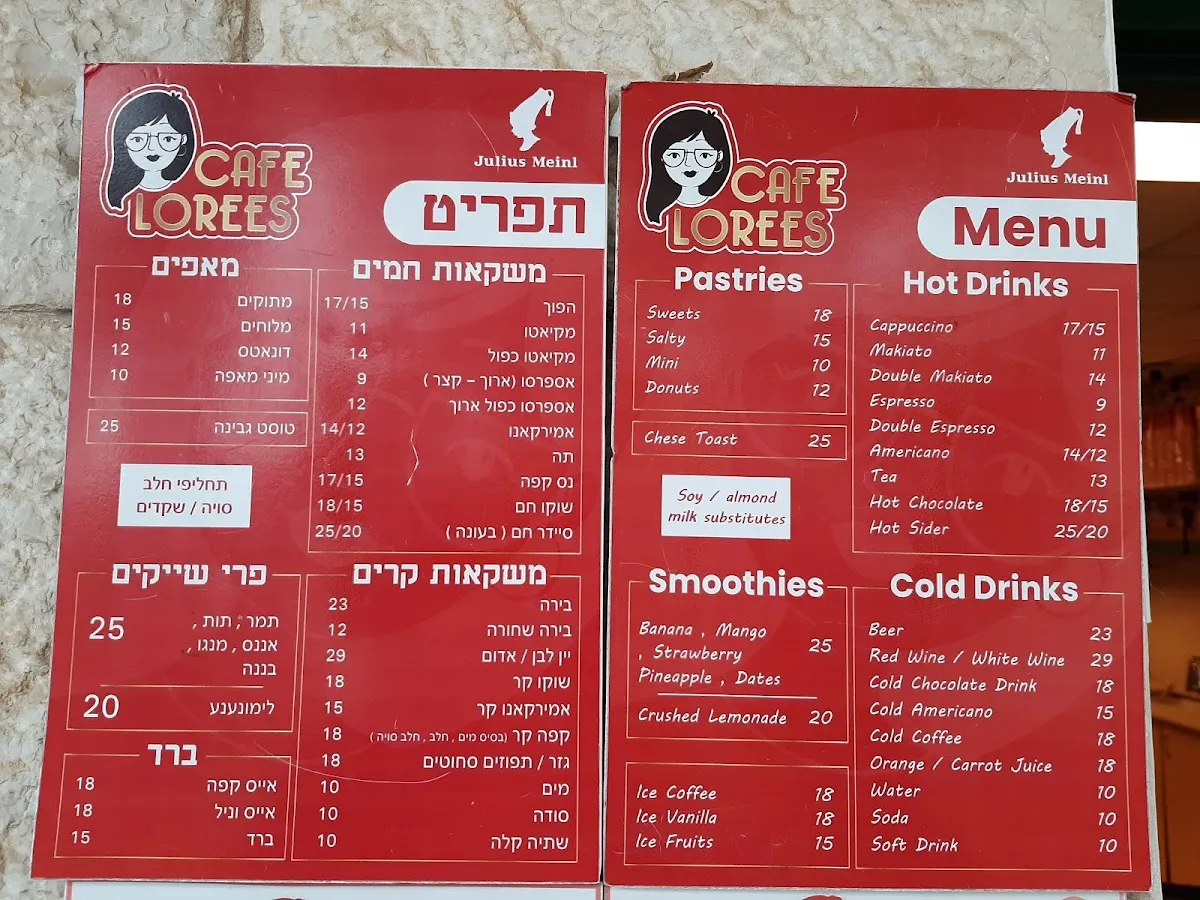 CAFE
LOREES
Julius Meinl
תפריט
משקאות חמים
הפוך 17/15
מקיאטו 11
מקיאטו כפול 14
אספרסו (ארוך – קצר ) 9
אספרסו כפול ארוך 12
אמירקאנו 14/12
תה 13
נס קפה 17/15
שוקו חם 18/15
סיידר חם ( בעונה ) 25/20
מאפים
מתוקים 18
מלוחים 15
דונאטס 12
מיני מאפה 10
טוסט גבינה 25
תחליפי חלב
סויה / שקדים
משקאות קרים
בירה 23
בירה שחורה 12
יין לבן / אדום 29
שוקו קר 18
אמירקאנו קר 15
קפה קר (בסיס מים , חלב , חלב סויה ) 18
גזר / תפוזים סחוטים 18
מים 10
סודה 10
שתיה קלה 10
פרי שייקים
תמר , תות ,
אננס , מנגו , 25
בננה
לימונענע 20
ברד
אייס קפה 18
אייס וניל 18
ברד 15
CAFE
LOREES
Julius Meinl
Menu
Pastries
Sweets 18
Salty 15
Mini 10
Donuts 12
Chese Toast 25
Soy / almond
milk substitutes
Hot Drinks
Cappuccino 17/15
Makiato 11
Double Makiato 14
Espresso 9
Double Espresso 12
Americano 14/12
Tea 13
Hot Chocolate 18/15
Hot Sider 25/20
Smoothies
Banana , Mango
, Strawberry 25
Pineapple , Dates
Crushed Lemonade 20
Ice Coffee 18
Ice Vanilla 18
Ice Fruits 15
Cold Drinks
Beer 23
Red Wine / White Wine 29
Cold Chocolate Drink 18
Cold Americano 15
Cold Coffee 18
Orange / Carrot Juice 18
Water 10
Soda 10
Soft Drink 10